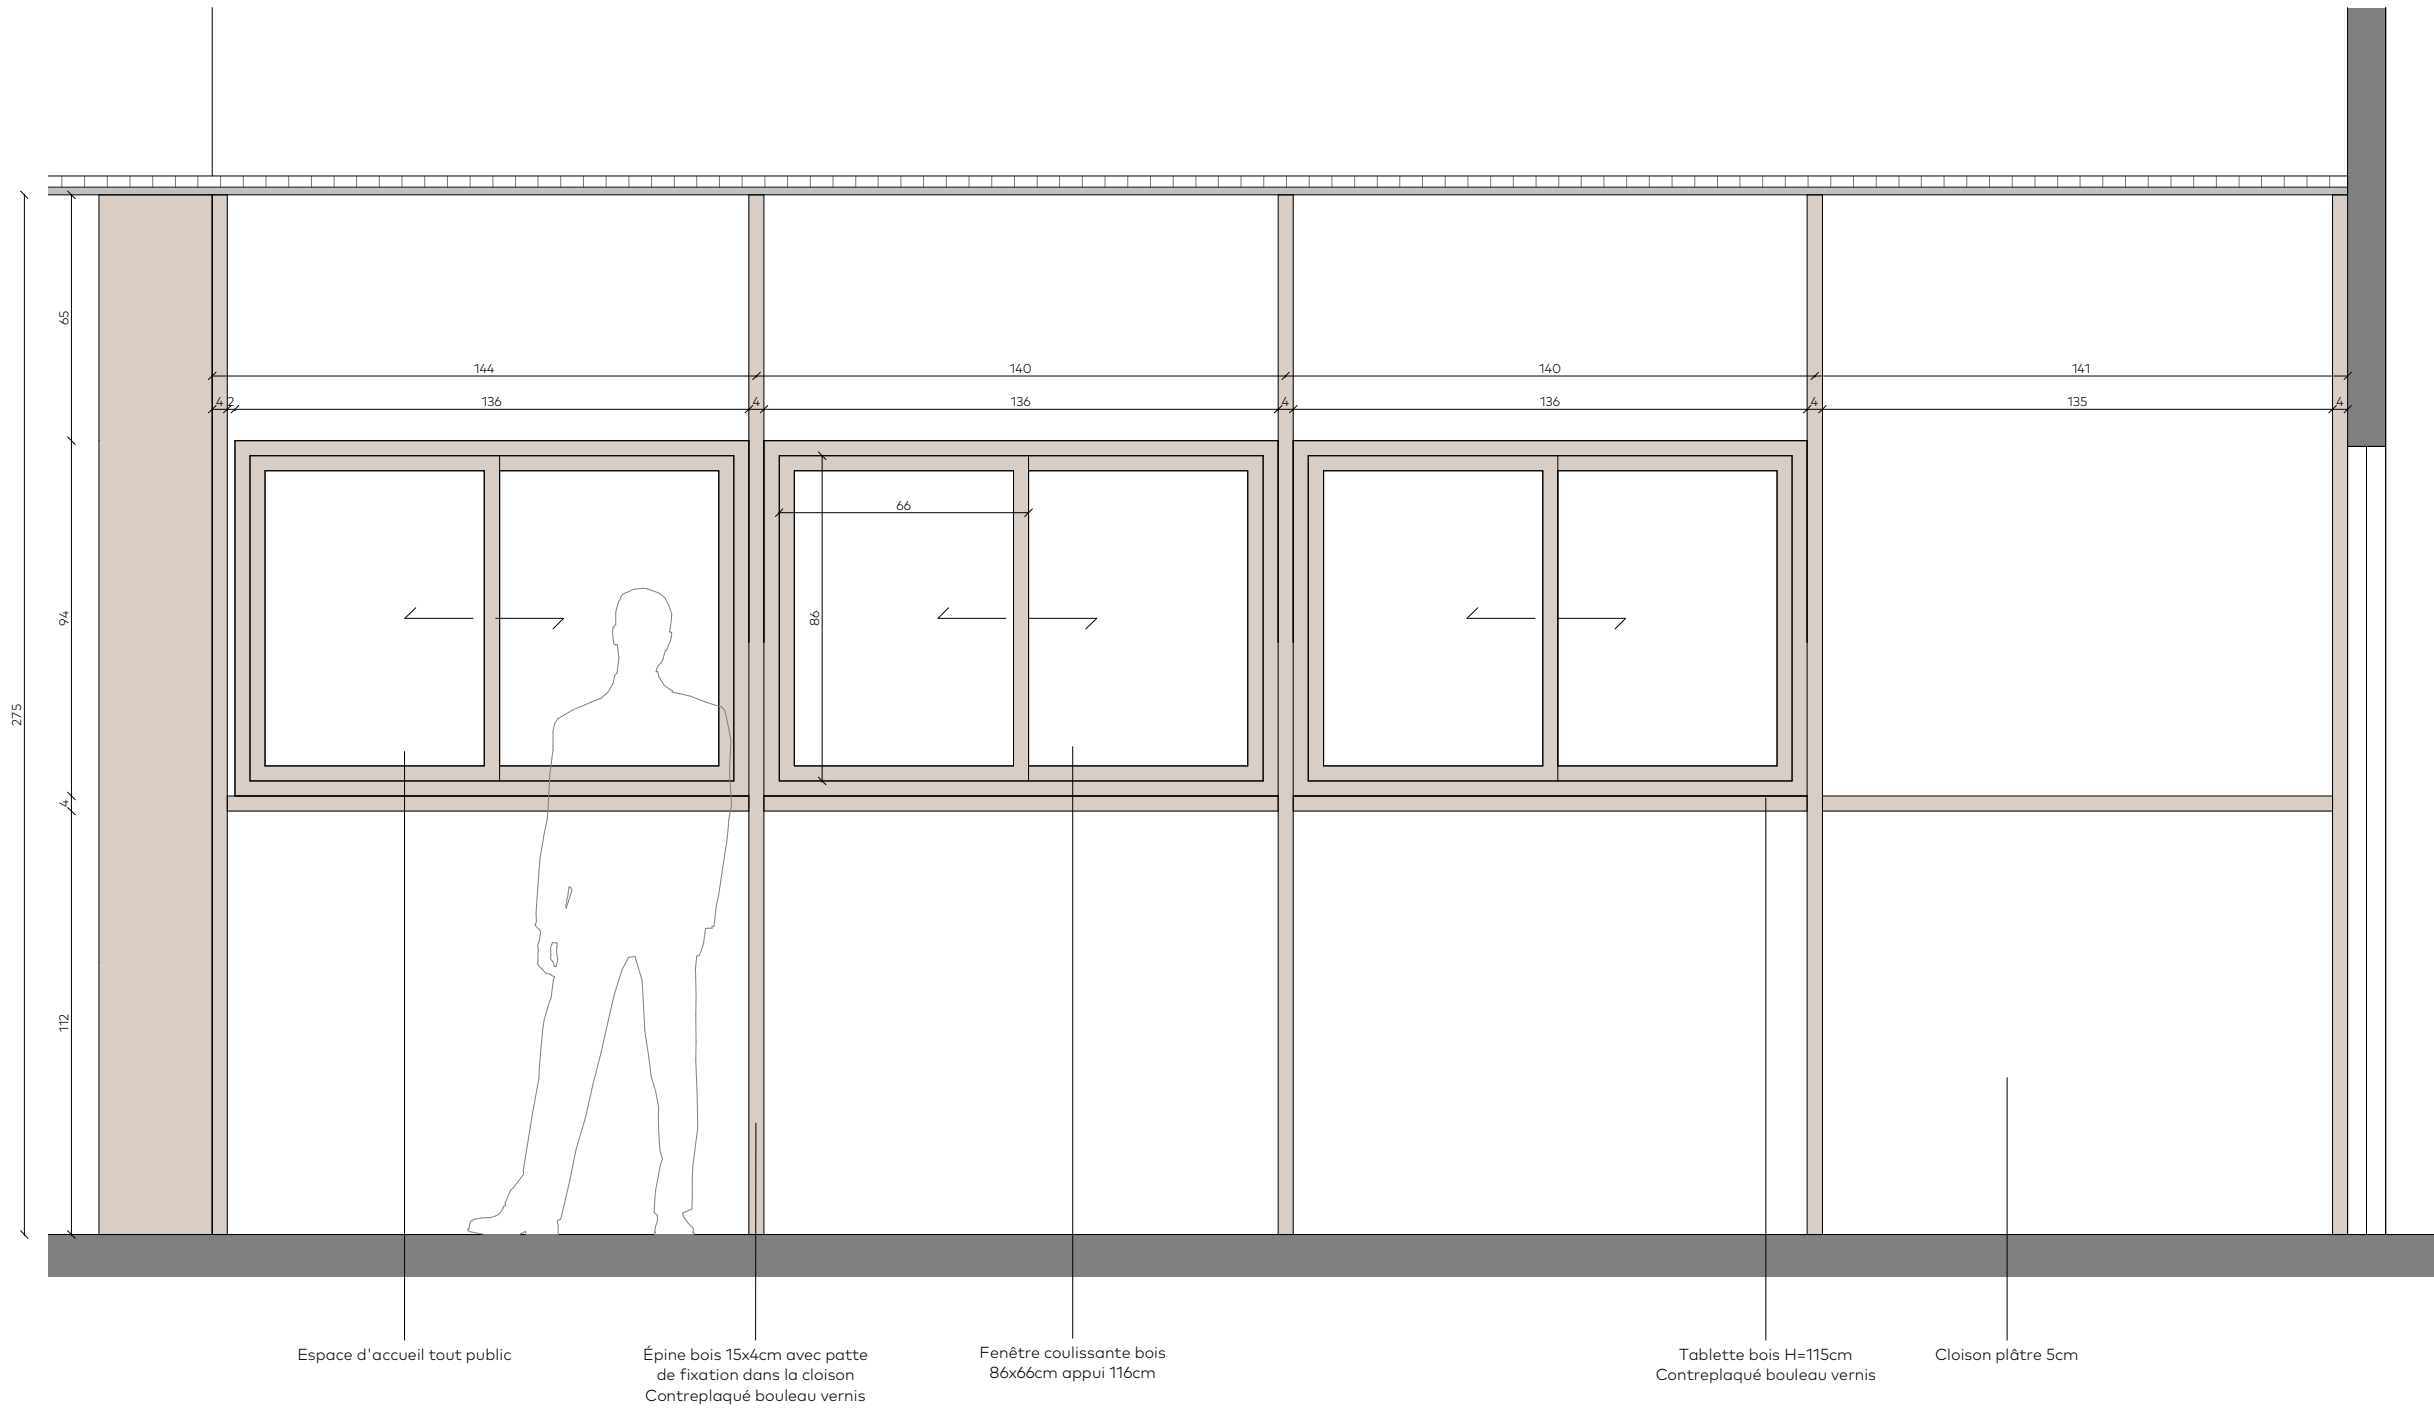 65
144
140
140
141
4
2
136
4
136
4
136
4
135
4
66
86
94
275
4
112
Espace d'accueil tout public
Épine bois 15x4cm avec patte
de fixation dans la cloison
Contreplaqué bouleau vernis
Fenêtre coulissante bois
86x66cm appui 116cm
Tablette bois H=115cm
Contreplaqué bouleau vernis
Cloison plâtre 5cm